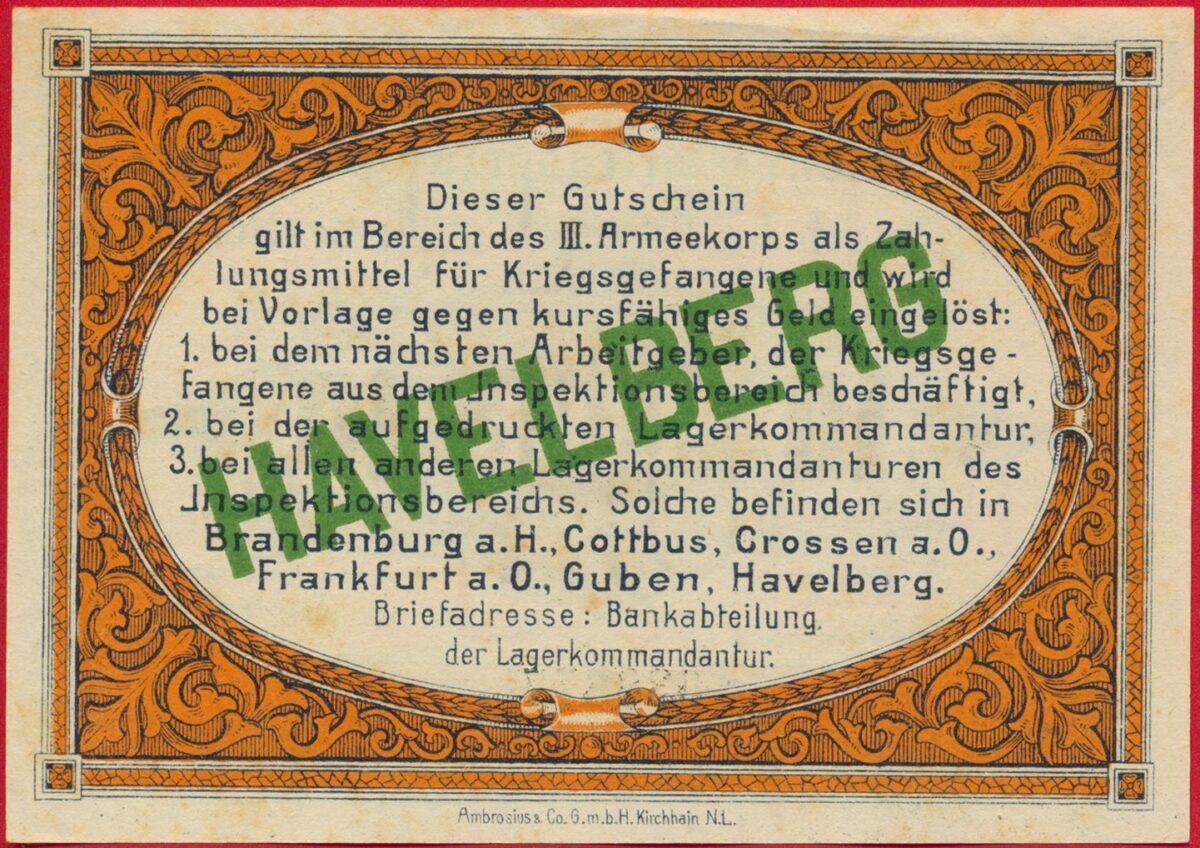 Dieser Gutschein
gilt im Bereich des III. Armeekorps als Zah-
lungsmittel für Kriegsgefangene und wird
bei Vorlage gegen kursfähiges Geld eingelöst:
1. bei dem nächsten Arbeitgeber, der Kriegsge-
fangene aus dem Inspektionsbereich beschäftigt,
2. bei der aufgedruckten Lagerkommandantur,
3. bei allen anderen Lagerkommandanturen des
Inspektionsbereichs. Solche befinden sich in
Brandenburg a. H., Cottbus, Crossen a. O.,
Frankfurt a. O., Guben, Havelberg.
Briefadresse: Bankabteilung
der Lagerkommandantur.
HAVELBERG
Ambrosius & Co. G.m.b.H. Kirchhain N.L.